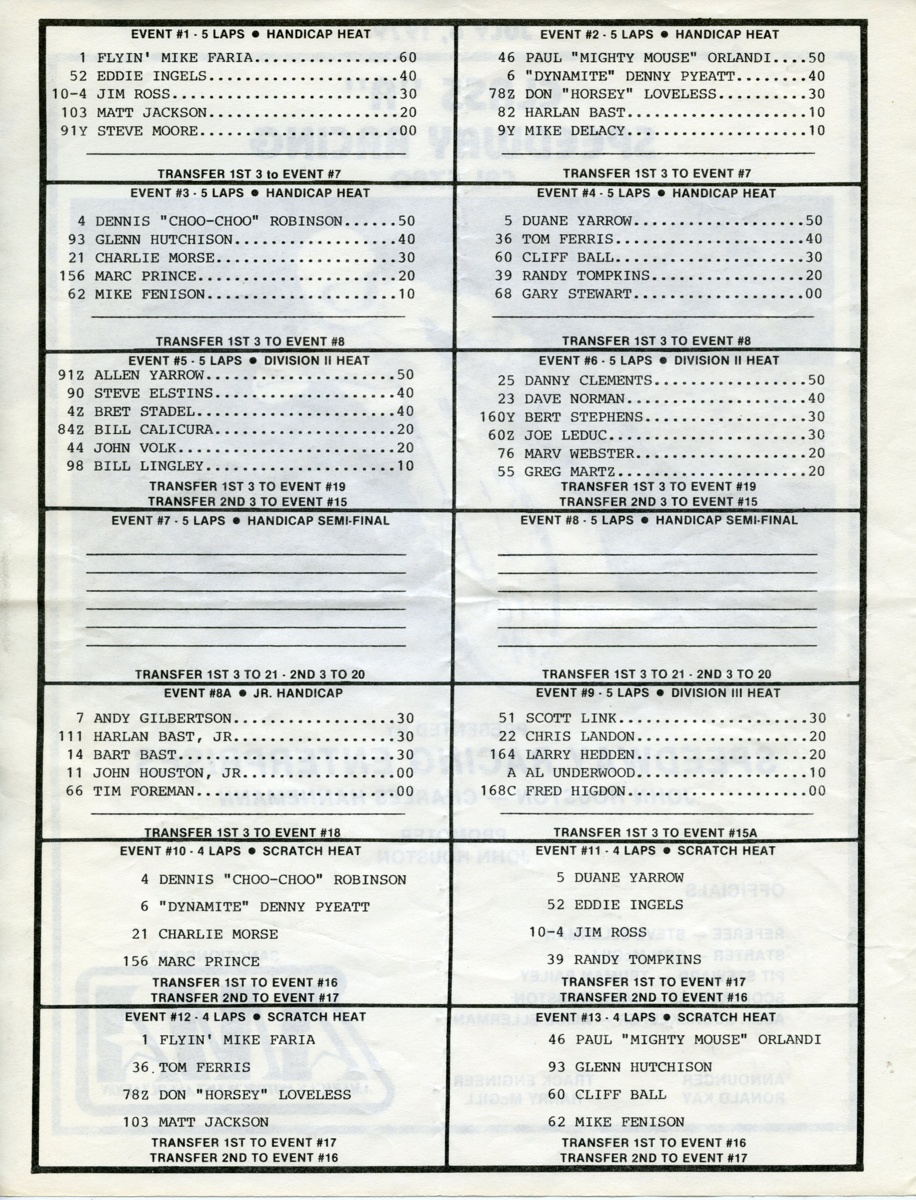 EVENT #1 - 5 LAPS ● HANDICAP HEAT
1 FLYIN' MIKE FARIA..................60
52 EDDIE INGELS........................40
10-4 JIM ROSS............................30
103 MATT JACKSON........................20
91Y STEVE MOORE.........................00
TRANSFER 1ST 3 to EVENT #7
EVENT #2 - 5 LAPS ● HANDICAP HEAT
46 PAUL "MIGHTY MOUSE" ORLANDI....50
6 "DYNAMITE" DENNY PYEATT........40
78Z DON "HORSEY" LOVELESS..........30
82 HARLAN BAST......................10
9Y MIKE DELACY......................10
TRANSFER 1ST 3 TO EVENT #7
EVENT #3 - 5 LAPS ● HANDICAP HEAT
4 DENNIS "CHOO-CHOO" ROBINSON......50
93 GLENN HUTCHISON....................40
21 CHARLIE MORSE......................30
156 MARC PRINCE........................20
62 MIKE FENISON.......................10
TRANSFER 1ST 3 TO EVENT #8
EVENT #4 - 5 LAPS ● HANDICAP HEAT
5 DUANE YARROW.....................50
36 TOM FERRIS.......................40
60 CLIFF BALL.......................30
39 RANDY TOMPKINS...................20
68 GARY STEWART.....................00
TRANSFER 1ST 3 TO EVENT #8
EVENT #5 - 5 LAPS ● DIVISION II HEAT
91Z ALLEN YARROW.......................50
90 STEVE ELSTINS......................40
4Z BRET STADEL........................40
84Z BILL CALICURA......................20
44 JOHN VOLK..........................20
98 BILL LINGLEY.......................10
TRANSFER 1ST 3 TO EVENT #19
TRANSFER 2ND 3 TO EVENT #15
EVENT #6 - 5 LAPS ● DIVISION II HEAT
25 DANNY CLEMENTS...................50
23 DAVE NORMAN......................40
160Y BERT STEPHENS....................30
60Z JOE LEDUC........................30
76 MARV WEBSTER.....................20
55 GREG MARTZ.......................20
TRANSFER 1ST 3 TO EVENT #19
TRANSFER 2ND 3 TO EVENT #15
EVENT #7 - 5 LAPS ● HANDICAP SEMI-FINAL
TRANSFER 1ST 3 TO 21 - 2ND 3 TO 20
EVENT #8 - 5 LAPS ● HANDICAP SEMI-FINAL
TRANSFER 1ST 3 TO 21 - 2ND 3 TO 20
EVENT #8A ● JR. HANDICAP
7 ANDY GILBERTSON....................30
111 HARLAN BAST, JR....................30
14 BART BAST..........................30
11 JOHN HOUSTON, JR...................00
66 TIM FOREMAN........................00
TRANSFER 1ST 3 TO EVENT #18
EVENT #9 - 5 LAPS ● DIVISION III HEAT
51 SCOTT LINK.......................30
22 CHRIS LANDON.....................20
164 LARRY HEIDEN.....................20
A AL UNDERWOOD.....................10
168C FRED HIGDON......................00
TRANSFER 1ST 3 TO EVENT #15A
EVENT #10 - 4 LAPS ● SCRATCH HEAT
4 DENNIS "CHOO-CHOO" ROBINSON
6 "DYNAMITE" DENNY PYEATT
21 CHARLIE MORSE
156 MARC PRINCE
TRANSFER 1ST TO EVENT #16
TRANSFER 2ND TO EVENT #17
EVENT #11 - 4 LAPS ● SCRATCH HEAT
5 DUANE YARROW
52 EDDIE INGELS
10-4 JIM ROSS
39 RANDY TOMPKINS
TRANSFER 1ST TO EVENT #17
TRANSFER 2ND TO EVENT #16
EVENT #12 - 4 LAPS ● SCRATCH HEAT
1 FLYIN' MIKE FARIA
36. TOM FERRIS
78Z DON "HORSEY" LOVELESS
103 MATT JACKSON
TRANSFER 1ST TO EVENT #17
TRANSFER 2ND TO EVENT #16
EVENT #13 - 4 LAPS ● SCRATCH HEAT
46 PAUL "MIGHTY MOUSE" ORLANDI
93 GLENN HUTCHISON
60 CLIFF BALL
62 MIKE FENISON
TRANSFER 1ST TO EVENT #16
TRANSFER 2ND TO EVENT #17